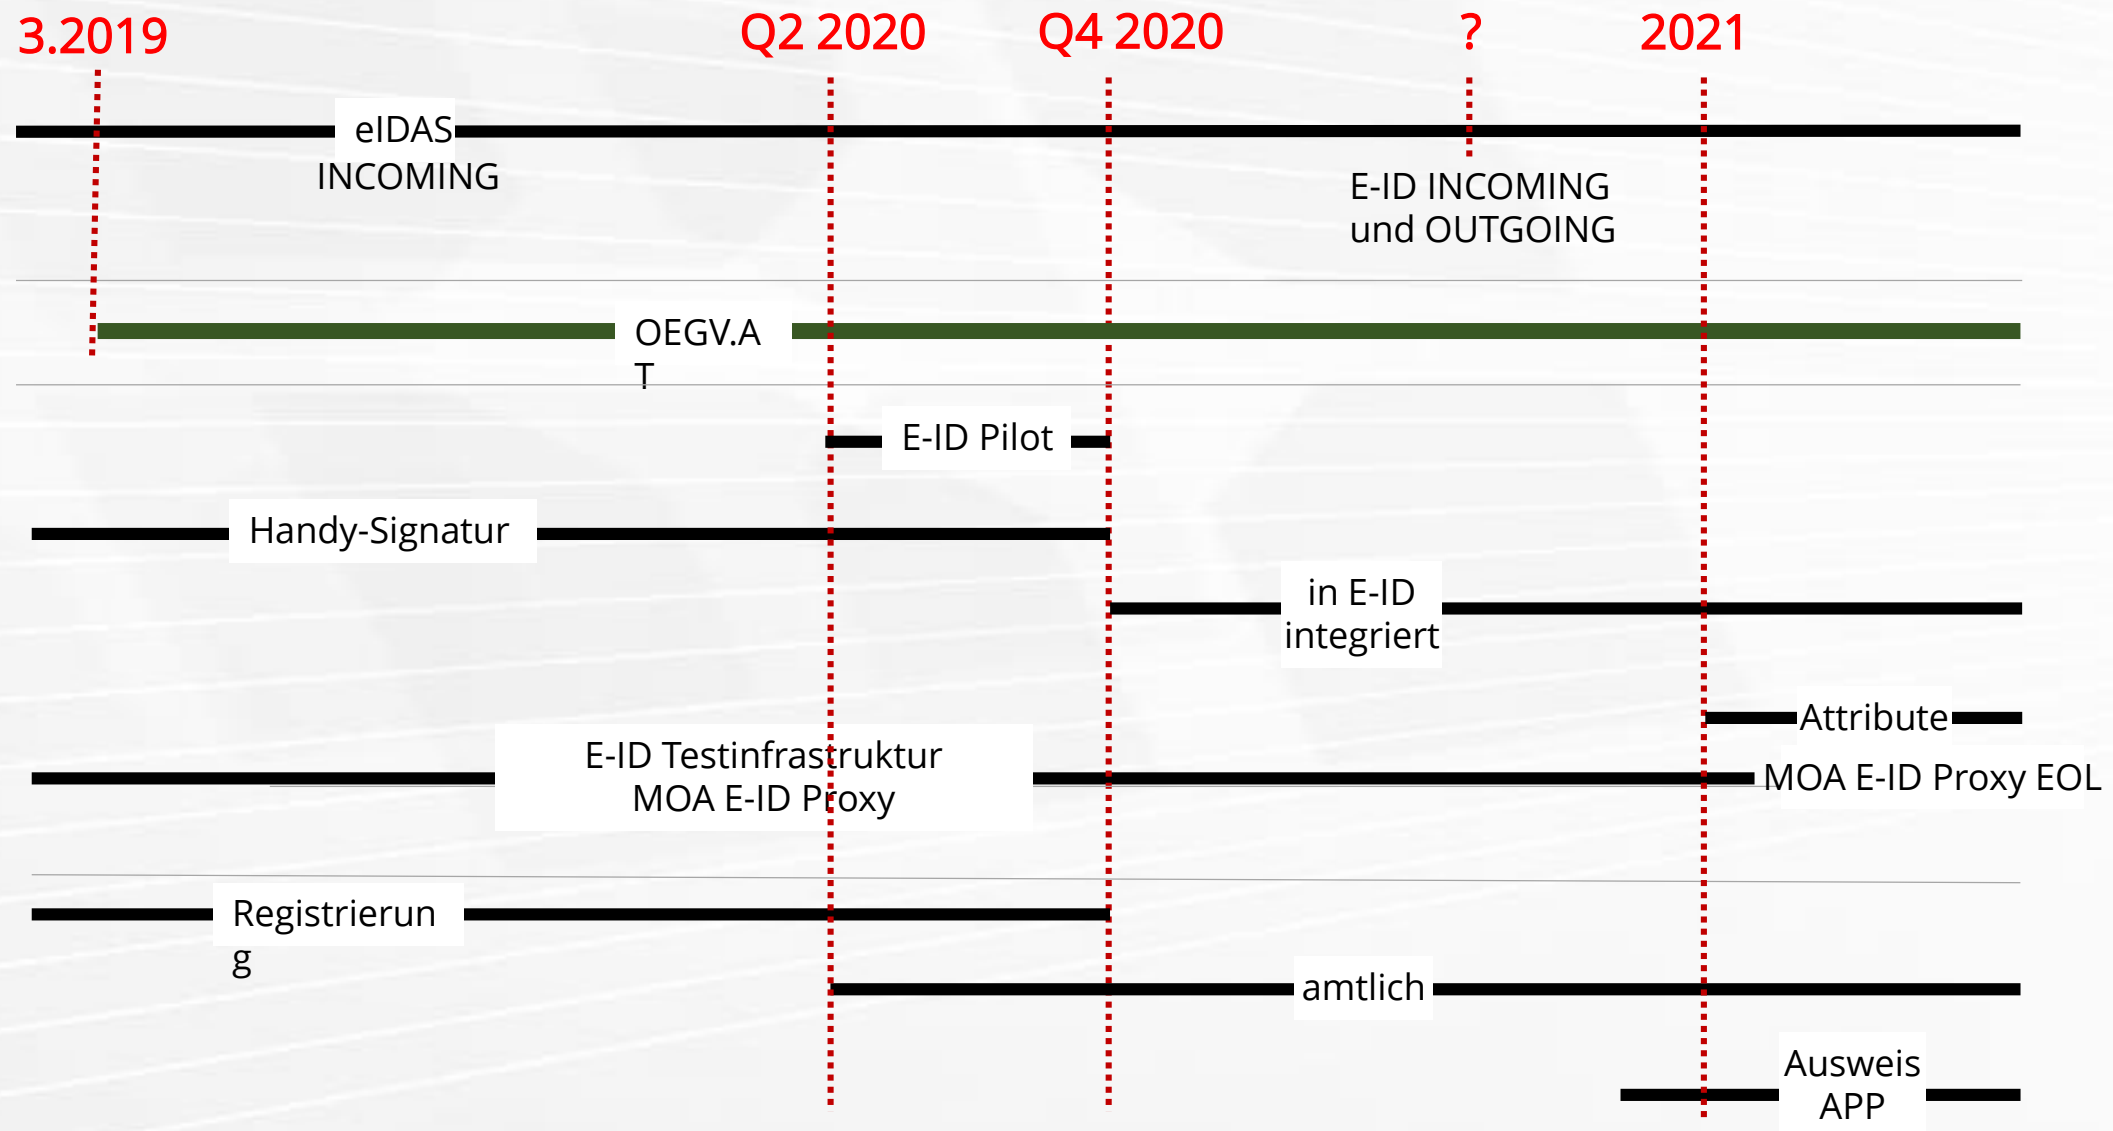 3.2019
Q2 2020
Q4 2020
?
2021
eIDAS
INCOMING
E-ID INCOMING
und OUTGOING
OEGV.A
T
E-ID Pilot
Handy-Signatur
in E-ID
integriert
Attribute
E-ID Testinfrastruktur
MOA E-ID Proxy
MOA E-ID Proxy EOL
Registrierun
g
amtlich
Ausweis
APP